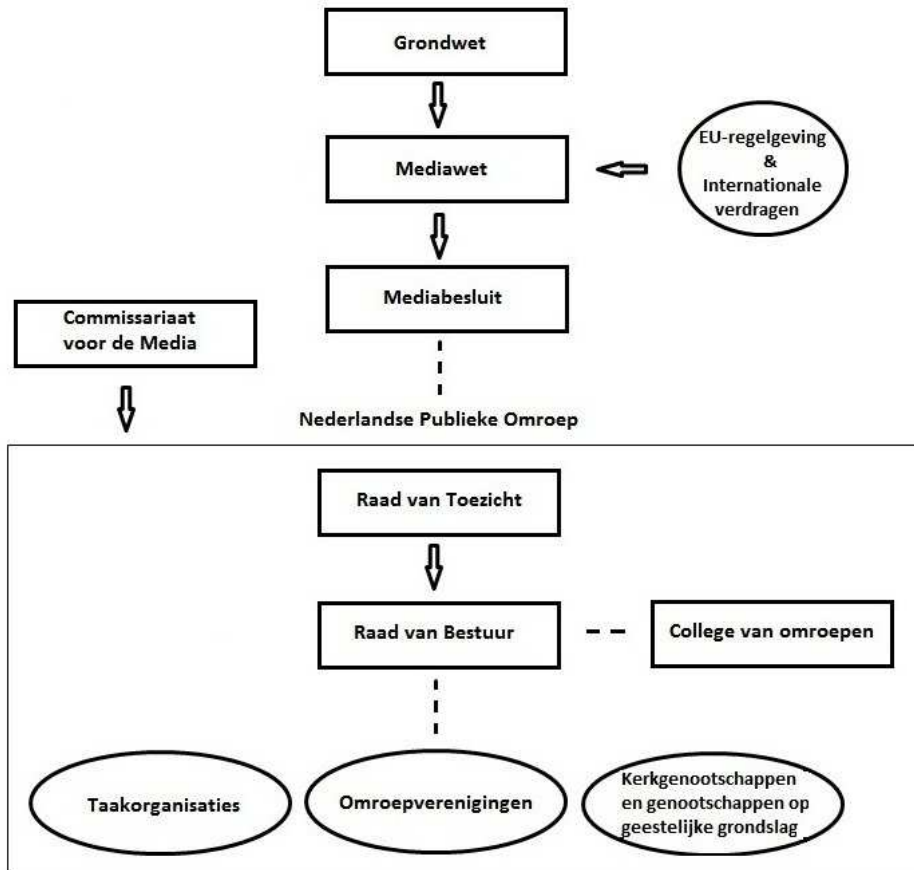 Grondwet
Mediawet
EU-regelgeving
&
Internationale
verdragen
Mediabesluit
Commissariaat
voor de Media
Nederlandse Publieke Omroep
Raad van Toezicht
Raad van Bestuur
College van omroepen
Taakorganisaties
Omroepverenigingen
Kerkgenootschappen
en genootschappen op
geestelijke grondslag